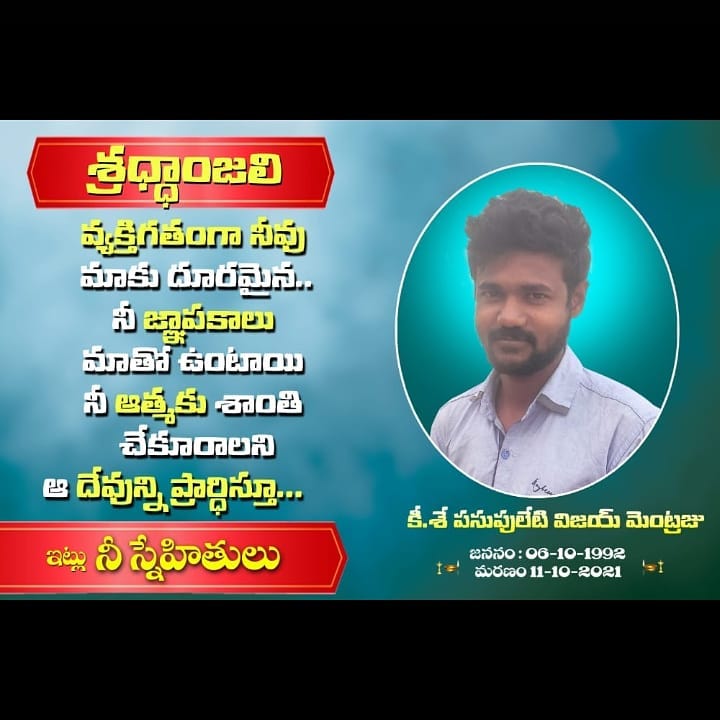 శ్రధ్ధాంజలి
వ్యక్తిగతంగా నీవు
మాకు దూరమైన..
నీ జ్ఞాపకాలు
మాతో ఉంటాయి
నీ ఆత్మకు శాంతి
చేకూరాలని
ఆ దేవున్ని ప్రార్ధిస్తూ...
ఇట్లు నీ స్నేహితులు
కీ.శే పసుపులేటి విజయ్ మెంట్రజు
జననం : 06-10-1992
మరణం 11-10-2021